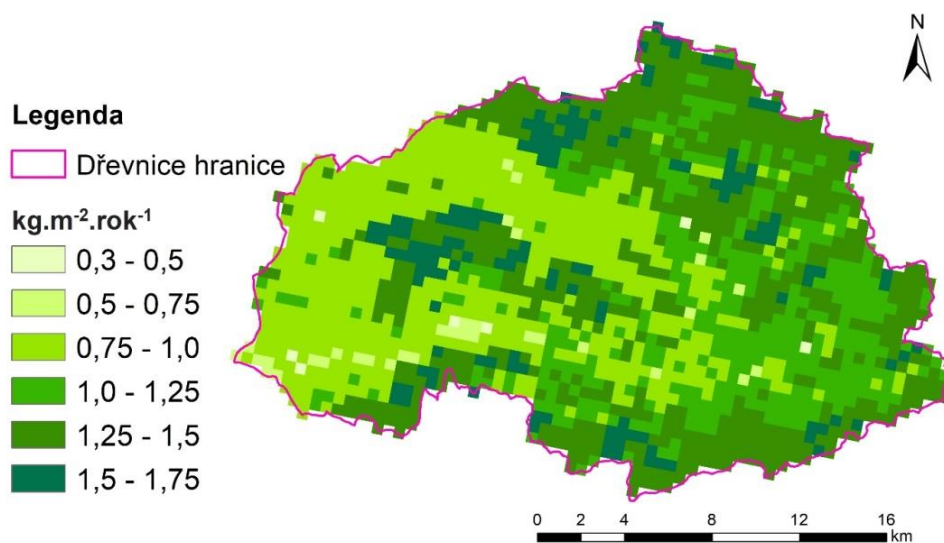 N
Legenda
Dřevnice hranice
kg.m⁻².rok⁻¹
0,3 - 0,5
0,5 - 0,75
0,75 - 1,0
1,0 - 1,25
1,25 - 1,5
1,5 - 1,75
0 2 4 8 12 16
km